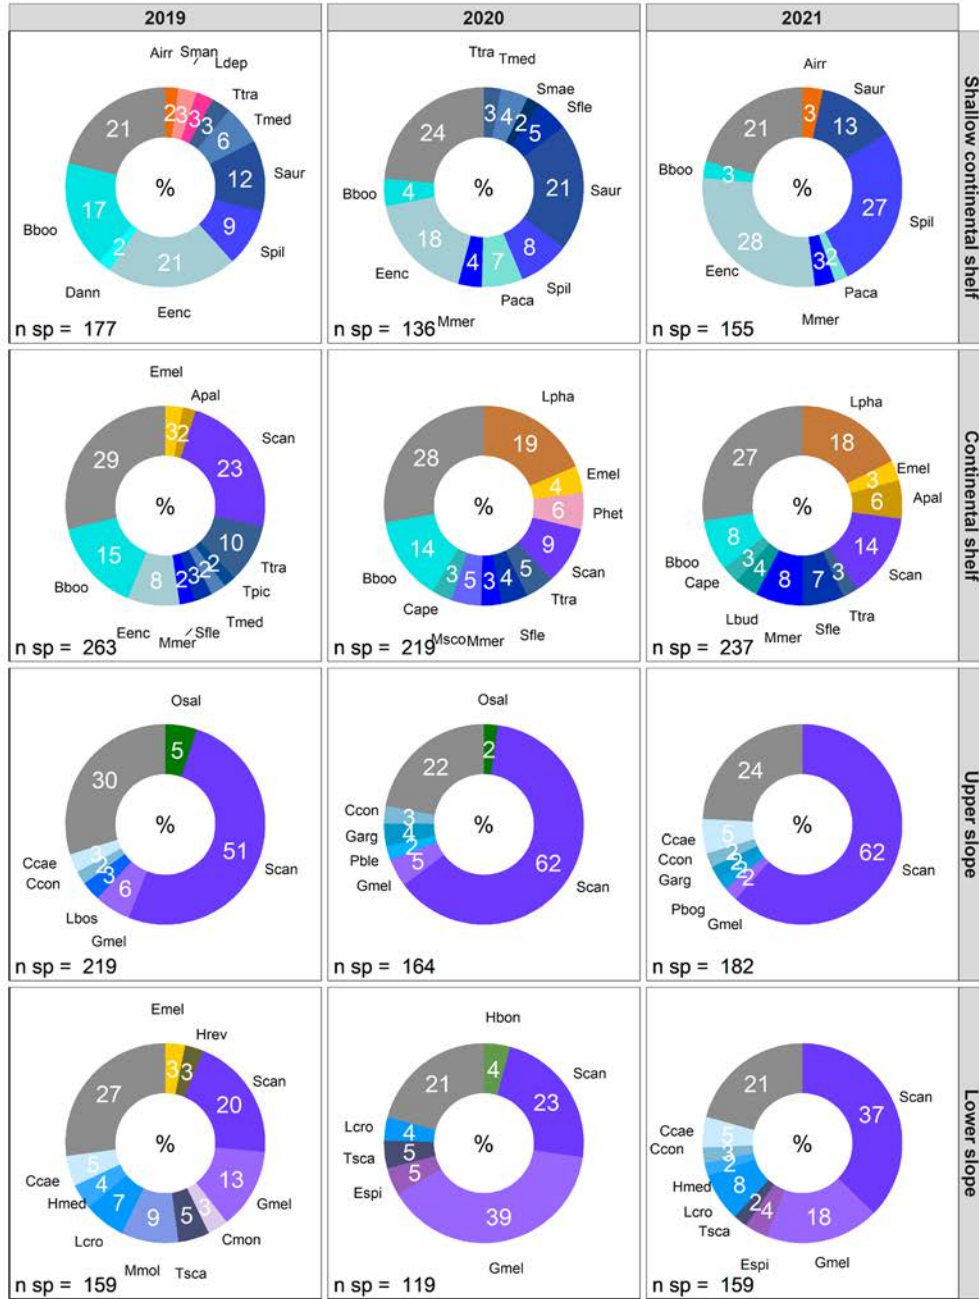 2019 2020 2021
Shallow continental shelf
Airr Sman Ldep Ttra Tmed Saur Spil Eenc Dann Bboo
2 3 3 3 6 12 9 21 2 17 21
%
n sp = 177
Ttra Tmed Smae Sfle Saur Spil Paca Mmer Eenc Bboo
3 4 2 5 21 8 7 4 18 4 24
%
n sp = 136
Airr Saur Spil Paca Mmer Eenc Bboo
3 13 27 2 3 28 3 21
%
n sp = 155
Continental shelf
Emel Apal Scan Ttra Tpic Tmed Sfle Mmer Eenc Bboo
3 2 23 10 2 2 3 2 8 15 29
%
n sp = 263
Lpha Emel Phet Scan Ttra Sfle Mmer Msco Cape Bboo
19 4 6 9 5 4 3 5 3 14 28
%
n sp = 219
Lpha Emel Apal Scan Ttra Sfle Mmer Lbud Cape Bboo
18 3 6 14 3 7 8 4 3 8 27
%
n sp = 237
Upper slope
Osal Scan Gmel Lbos Ccon Ccae
5 51 6 3 2 3 30
%
n sp = 219
Osal Scan Gmel Pble Garg Ccon
2 62 5 2 4 3 22
%
n sp = 164
Scan Gmel Pbog Garg Ccon Ccae
62 2 2 2 2 5 24
%
n sp = 182
Lower slope
Emel Hrev Scan Gmel Cmon Tsca Mmol Lcro Hmed Ccae
3 3 20 13 3 5 9 7 4 5 27
%
n sp = 159
Hbon Scan Gmel Espi Tsca Lcro
4 23 39 5 5 4 21
%
n sp = 119
Scan Gmel Espi Tsca Lcro Hmed Ccon Ccae
37 18 4 2 8 2 3 5 21
%
n sp = 159